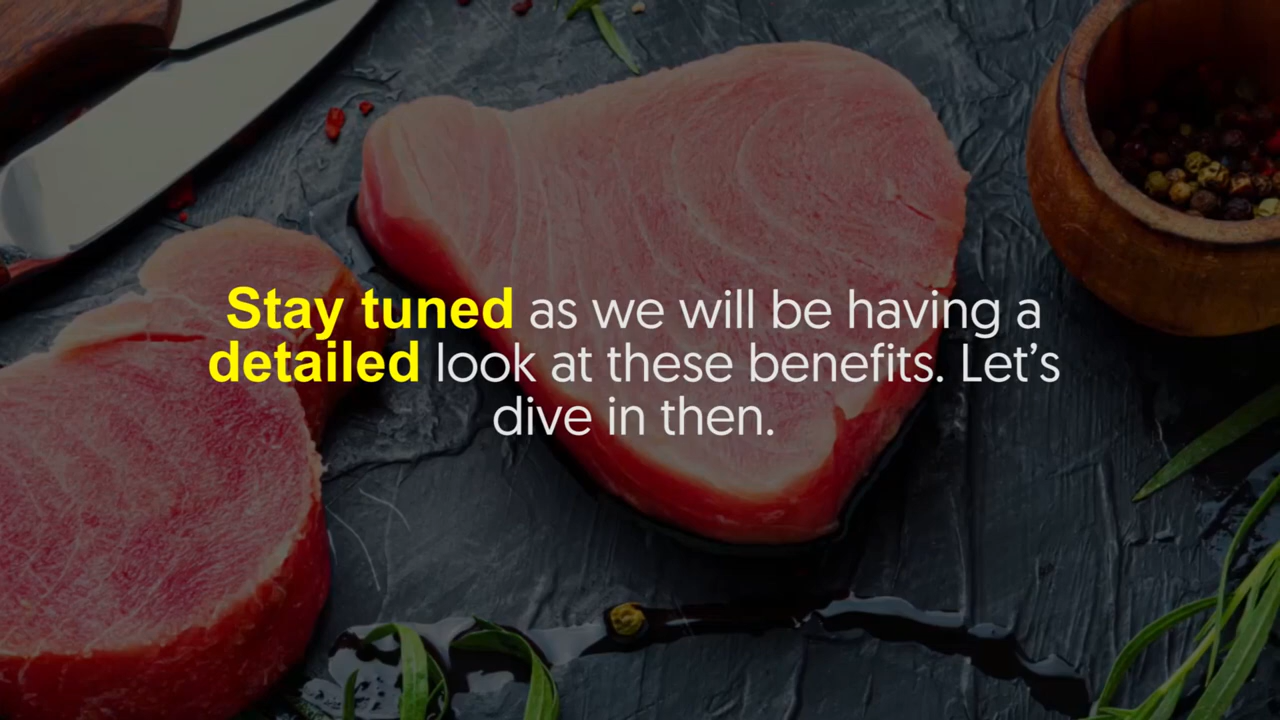 Stay tuned as we will be having a
detailed look at these benefits. Let’s
dive in then.